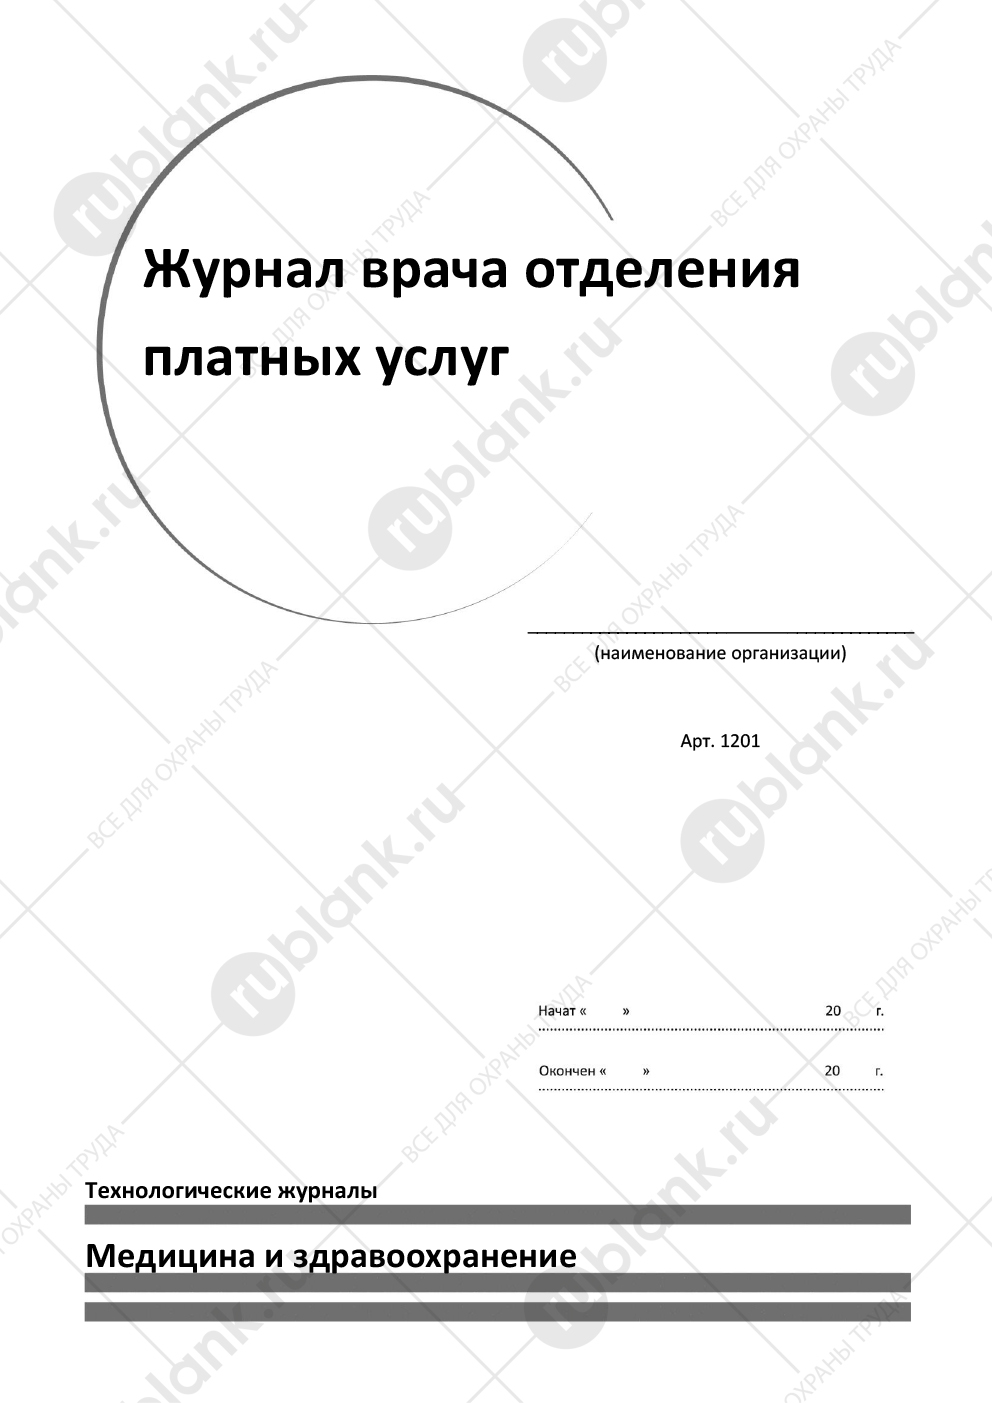 Журнал врача отделения
платных услуг
(наименование организации)
Арт. 1201
Начат « » 20 г.
Окончен « » 20 г.
Технологические журналы
Медицина и здравоохранение
rublank.ru
ВСЕ ДЛЯ ОХРАНЫ ТРУДА